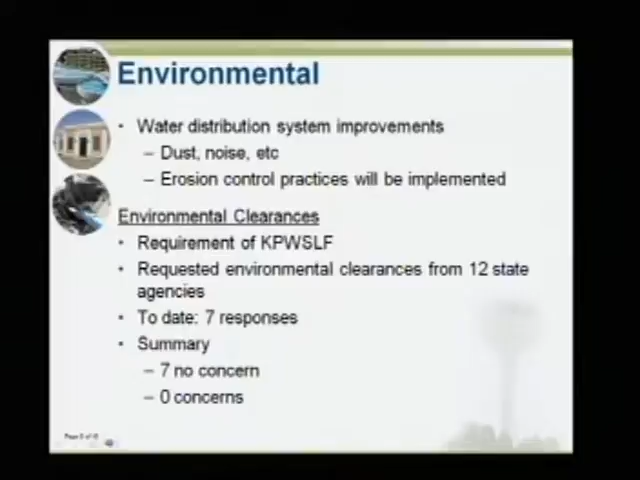 Environmental
• Water distribution system improvements
– Dust, noise, etc
– Erosion control practices will be implemented
Environmental Clearances
• Requirement of KPWSLF
• Requested environmental clearances from 12 state
agencies
• To date: 7 responses
• Summary
– 7 no concern
– 0 concerns
Page